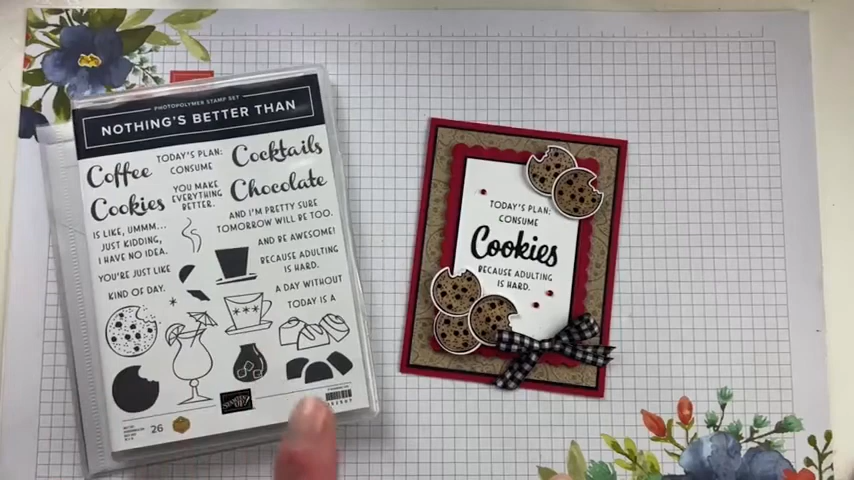 PHOTOPOLYMER STAMP SET
NOTHING'S BETTER THAN
Coffee
TODAY'S PLAN:
CONSUME
Cocktails
Cookies
YOU MAKE
EVERYTHING
BETTER.
Chocolate
IS LIKE, UMMM...
JUST KIDDING,
I HAVE NO IDEA.
AND I'M PRETTY SURE
TOMORROW WILL BE TOO.
AND BE AWESOME!
BECAUSE ADULTING
IS HARD.
YOU'RE JUST LIKE
KIND OF DAY.
A DAY WITHOUT
TODAY IS A
STAMPIN' UP!
26
TODAY'S PLAN:
CONSUME
Cookies
BECAUSE ADULTING
IS HARD.